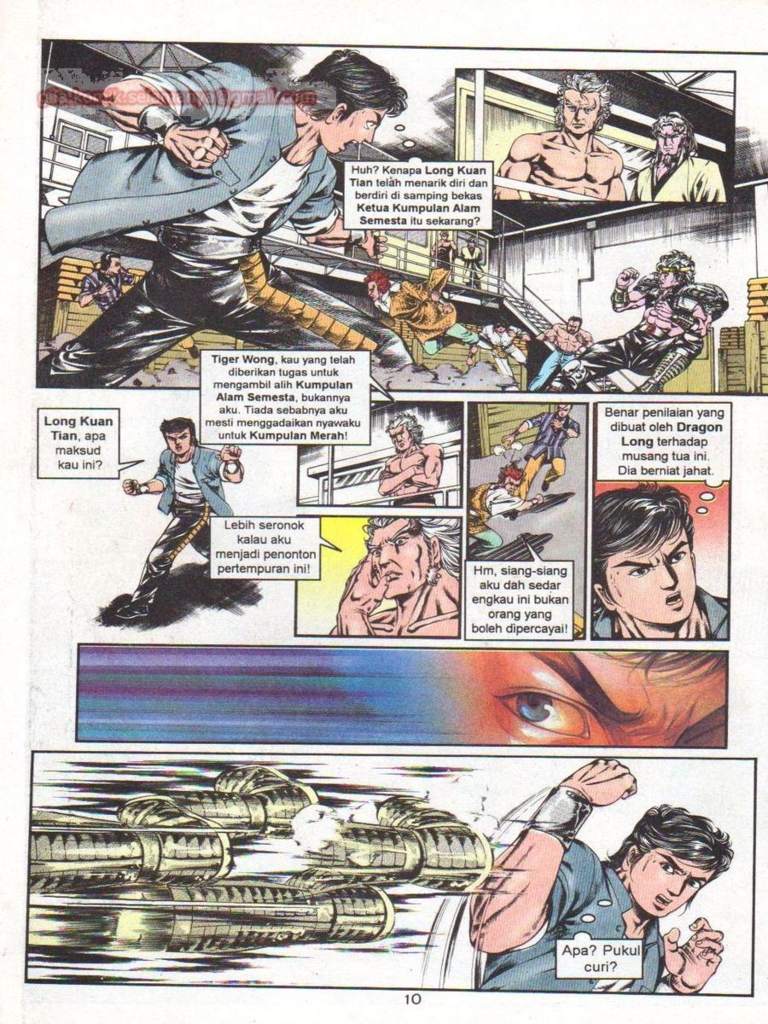 Huh? Kenapa Long Kuan
Tian telah menarik diri dan
berdiri di samping bekas
Ketua Kumpulan Alam
Semesta itu sekarang?
Tiger Wong, kau yang telah
diberikan tugas untuk
mengambil alih Kumpulan
Alam Semesta, bukannya
aku. Tiada sebabnya aku
mesti menggadaikan nyawaku
untuk Kumpulan Merah!
Long Kuan
Tian, apa
maksud
kau ini?
Lebih seronok
kalau aku
menjadi penonton
pertempuran ini!
Hm, siang-siang
aku dah sedar
engkau ini bukan
orang yang
boleh dipercayai!
Benar penilaian yang
dibuat oleh Dragon
Long terhadap
musang tua ini.
Dia berniat jahat.
Apa? Pukul
curi?
10